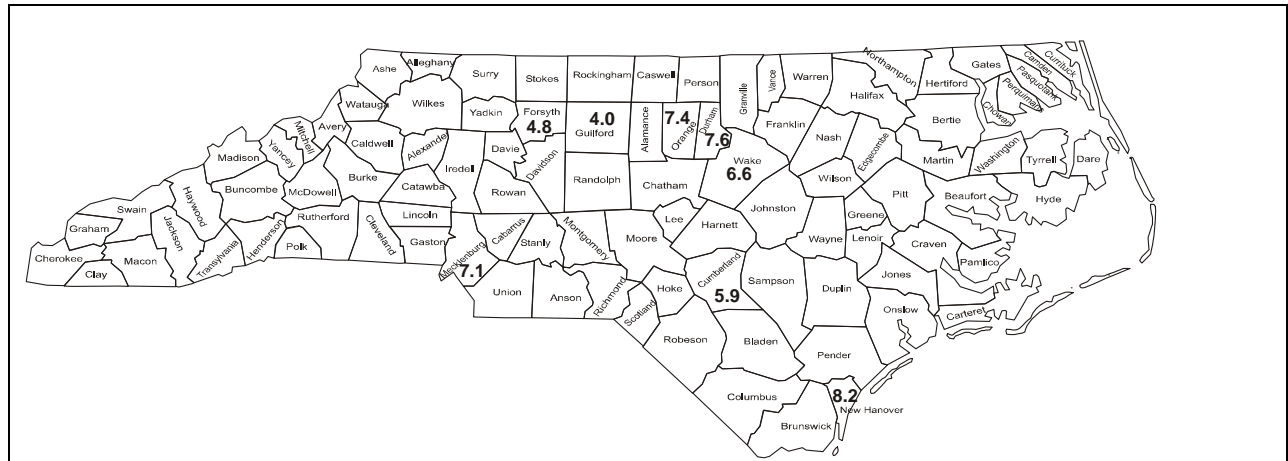 Ashe
Alleghany
Surry
Stokes
Rockingham
Caswell
Person
Granville
Vance
Warren
Northampton
Gates
Hertiford
Camden
Currituck
Pasquotank
Perquimans
Chowan
Watauga
Wilkes
Yadkin
Forsyth
4.8
4.0
Guilford
Alamance
7.4
Orange
Durham
7.6
Franklin
Nash
Halifax
Edgecombe
Bertie
Martin
Washington
Tyrrell
Dare
Mitchell
Avery
Yancey
Madison
Caldwell
Alexande
Iredell
Davie
Davidson
Randolph
Chatham
Wake
6.6
Wilson
Pitt
Beaufort
Hyde
Swain
Haywood
Buncombe
McDowell
Burke
Catawba
Rowan
Lincoln
Gaston
Cabarrus
Stanly
Montgomery
Moore
Lee
Harnett
Johnston
Wayne
Greene
Lenoir
Craven
Pamlico
Jones
Graham
Jackson
Cherokee
Clay
Macon
Transylvania
Henderson
Polk
Rutherford
Cleveland
Mecklenburg
7.1
Union
Anson
Richmond
Scotland
Hoke
Cumberland
5.9
Sampson
Duplin
Onslow
Carteret
Robeson
Bladen
Pender
Columbus
Brunswick
8.2
New Hanover